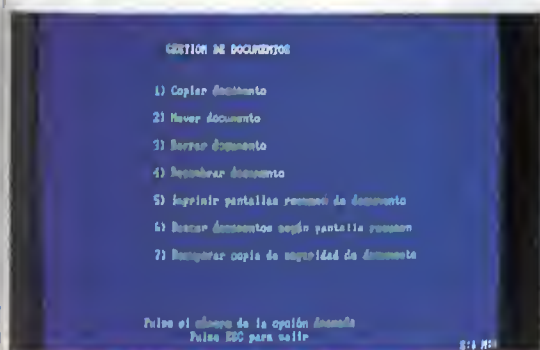 GESTION DE DOCUMENTOS
1) Copiar documento
2) Mover documento
3) Borrar documento
4) Renombrar documento
5) Imprimir pantallas resumen de documento
6) Buscar documentos según pantalla resumen
7) Recuperar copia de seguridad de documento
Pulse el número de la opción deseada
Pulse ESC para salir